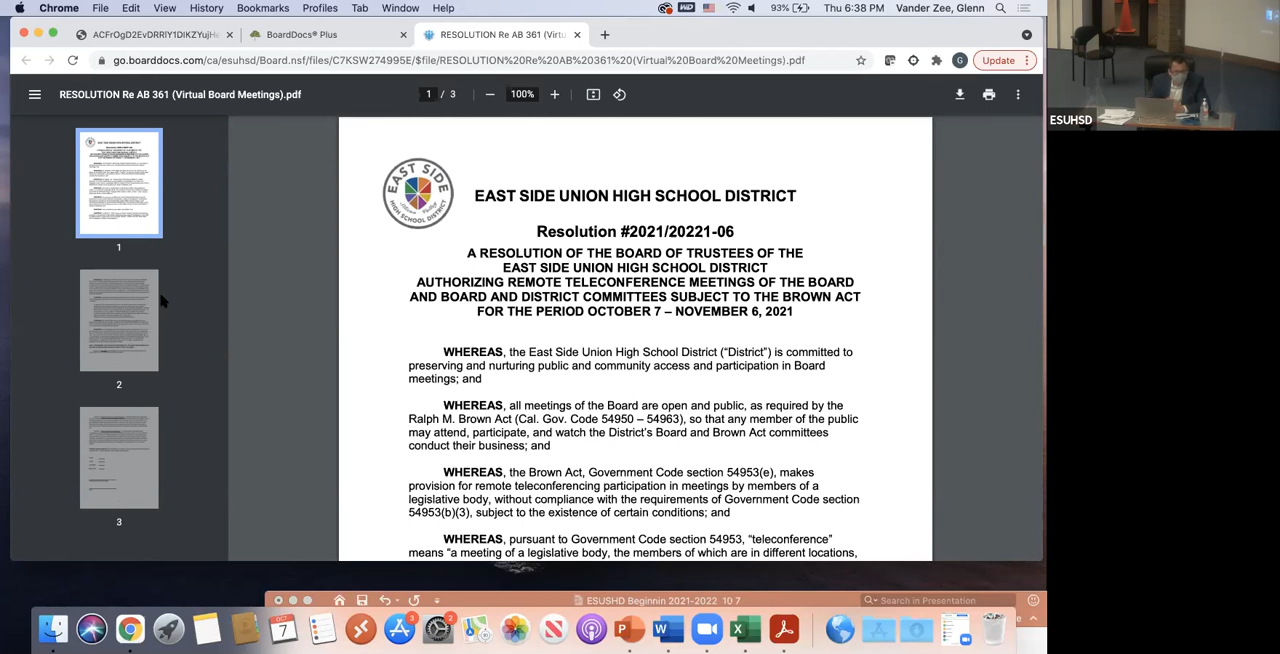 Chrome File Edit View History Bookmarks Profiles Tab Window Help 93% Thu 6:38 PM Vander Zee, Glenn
ACFrOgD2EvDRRIY1DIKZYujH BoardDocs® Plus RESOLUTION Re AB 361 (Virtu
go.boarddocs.com/ca/esuhsd/Board.nsf/files/C7KSW274995E/$file/RESOLUTION%20Re%20AB%20361%20(Virtual%20Board%20Meetings).pdf G Update
RESOLUTION Re AB 361 (Virtual Board Meetings).pdf 1 / 3 100%
ESUHSD
1
2
3
EAST SIDE
HIGH SCHOOL DISTRICT
EAST SIDE UNION HIGH SCHOOL DISTRICT
Resolution #2021/20221-06
A RESOLUTION OF THE BOARD OF TRUSTEES OF THE
EAST SIDE UNION HIGH SCHOOL DISTRICT
AUTHORIZING REMOTE TELECONFERENCE MEETINGS OF THE BOARD
AND BOARD AND DISTRICT COMMITTEES SUBJECT TO THE BROWN ACT
FOR THE PERIOD OCTOBER 7 – NOVEMBER 6, 2021
WHEREAS, the East Side Union High School District (“District”) is committed to
preserving and nurturing public and community access and participation in Board
meetings; and
WHEREAS, all meetings of the Board are open and public, as required by the
Ralph M. Brown Act (Cal. Gov. Code 54950 – 54963), so that any member of the public
may attend, participate, and watch the District’s Board and Brown Act committees
conduct their business; and
WHEREAS, the Brown Act, Government Code section 54953(e), makes
provision for remote teleconferencing participation in meetings by members of a
legislative body, without compliance with the requirements of Government Code section
54953(b)(3), subject to the existence of certain conditions; and
WHEREAS, pursuant to Government Code section 54953, “teleconference”
means “a meeting of a legislative body, the members of which are in different locations,
ESUSHD Beginnin 2021-2022 10 7 Search in Presentation
OCT
7
3
2